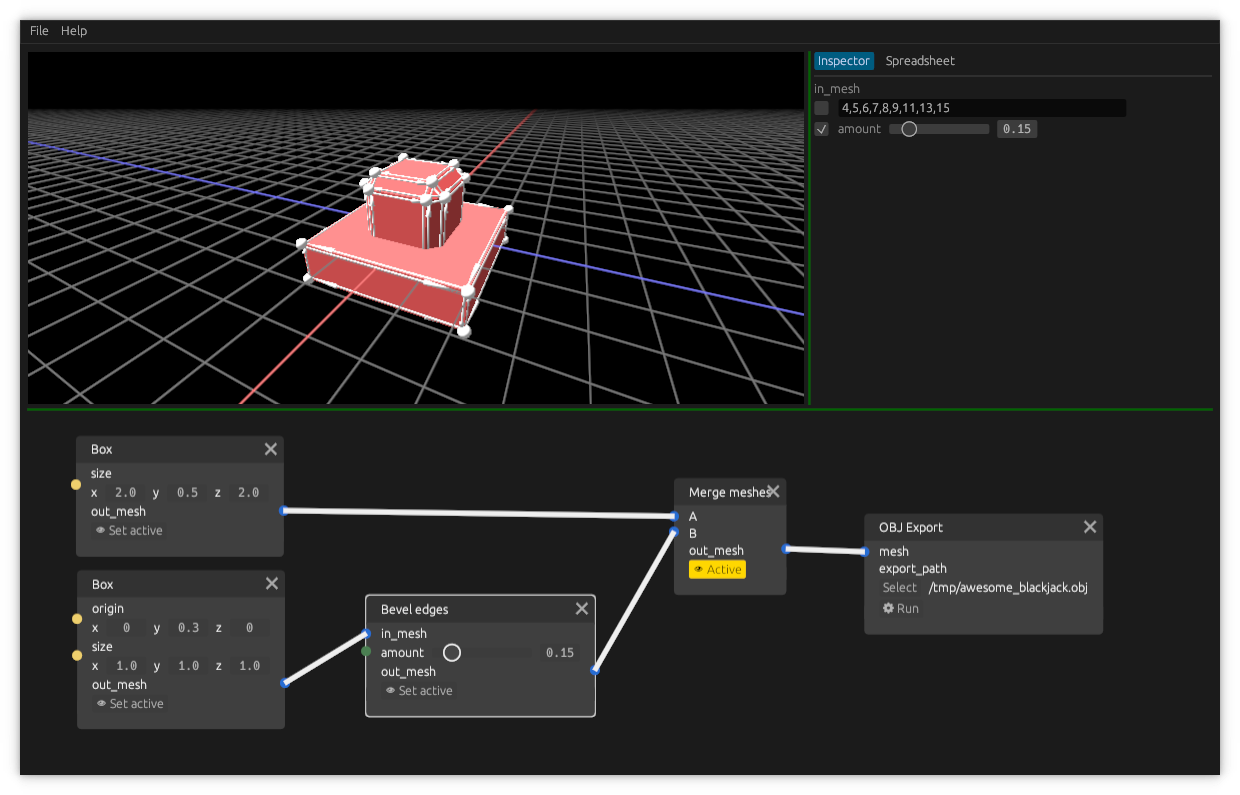 File Help
Inspector Spreadsheet
in_mesh
4,5,6,7,8,9,11,13,15
amount 0.15
Box
size
x 2.0 y 0.5 z 2.0
out_mesh
Set active
Box
origin
x 0 y 0.3 z 0
size
x 1.0 y 1.0 z 1.0
out_mesh
Set active
Bevel edges
in_mesh
amount 0.15
out_mesh
Set active
Merge meshes
A
B
out_mesh
Active
OBJ Export
mesh
export_path
Select /tmp/awesome_blackjack.obj
Run